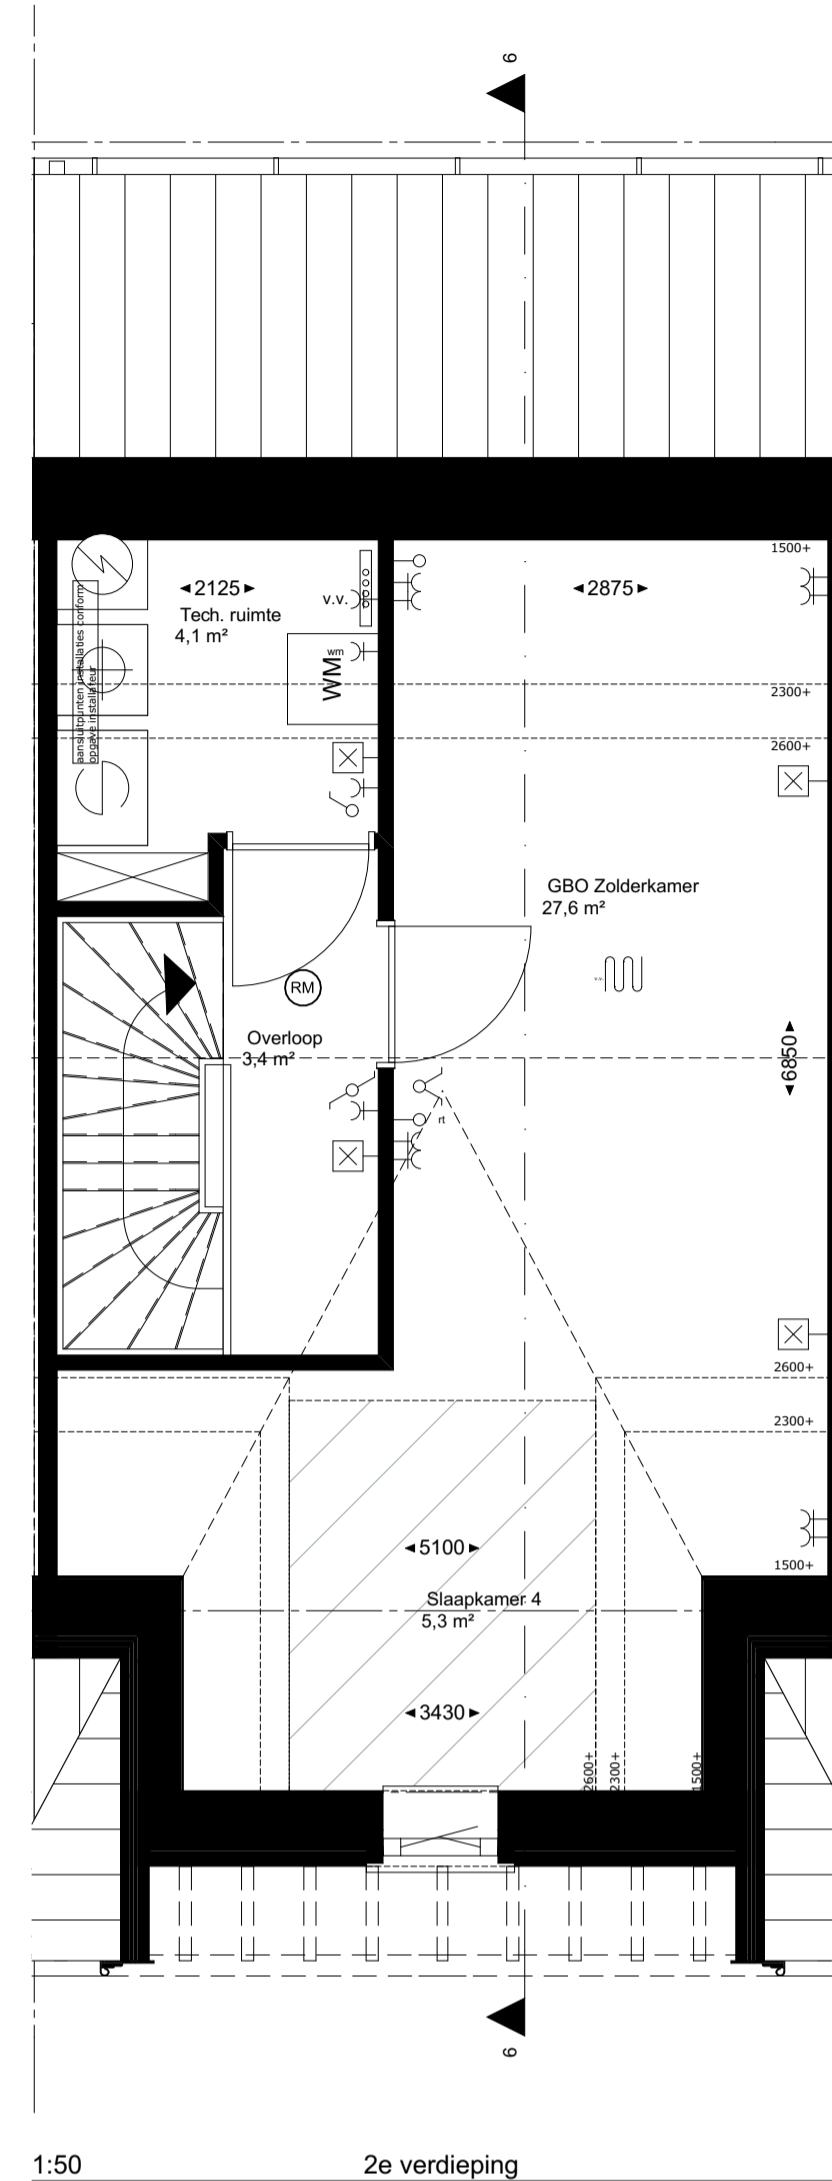 6
1500+
2125
2875
v.v.
Tech. ruimte
4,1 m²
wm
WM
aansluitpunten installaties conform
opgave installateur
2300+
2600+
GBO Zolderkamer
27,6 m²
v.v.
RM
Overloop
3,4 m²
6850
rt
2600+
2300+
5100
1500+
Slaapkamer 4
5,3 m²
3430
2600+
2300+
1500+
6
1:50
2e verdieping